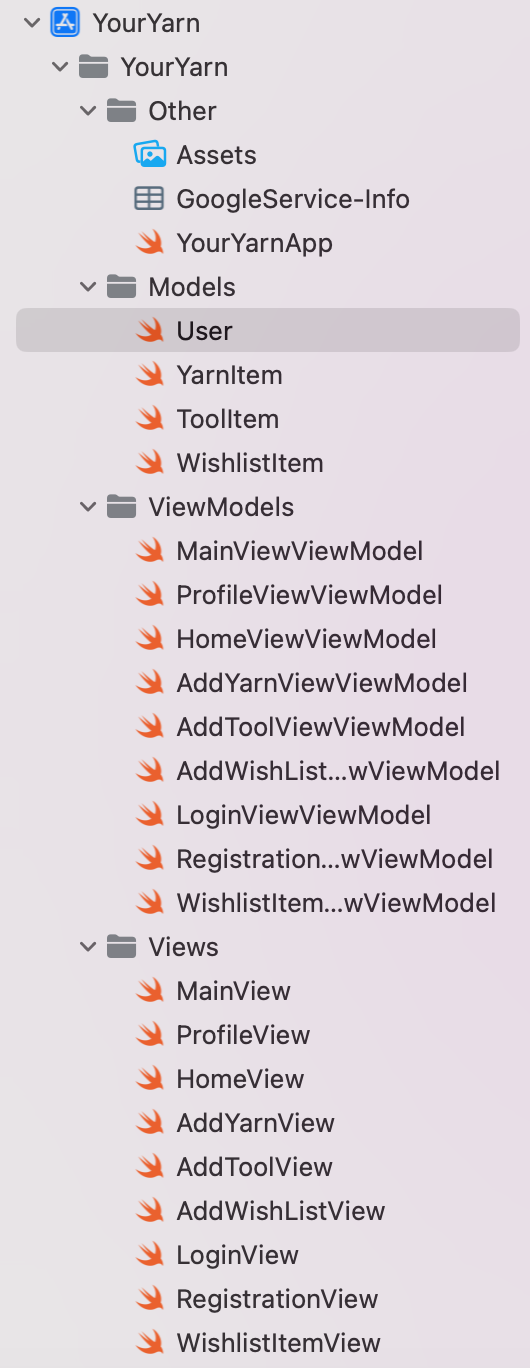 YourYarn
YourYarn
Other
Assets
GoogleService-Info
YourYarnApp
Models
User
YarnItem
ToolItem
WishlistItem
ViewModels
MainViewViewModel
ProfileViewViewModel
HomeViewViewModel
AddYarnViewViewModel
AddToolViewViewModel
AddWishList...wViewModel
LoginViewViewModel
Registration...wViewModel
WishlistItem...wViewModel
Views
MainView
ProfileView
HomeView
AddYarnView
AddToolView
AddWishListView
LoginView
RegistrationView
WishlistItemView